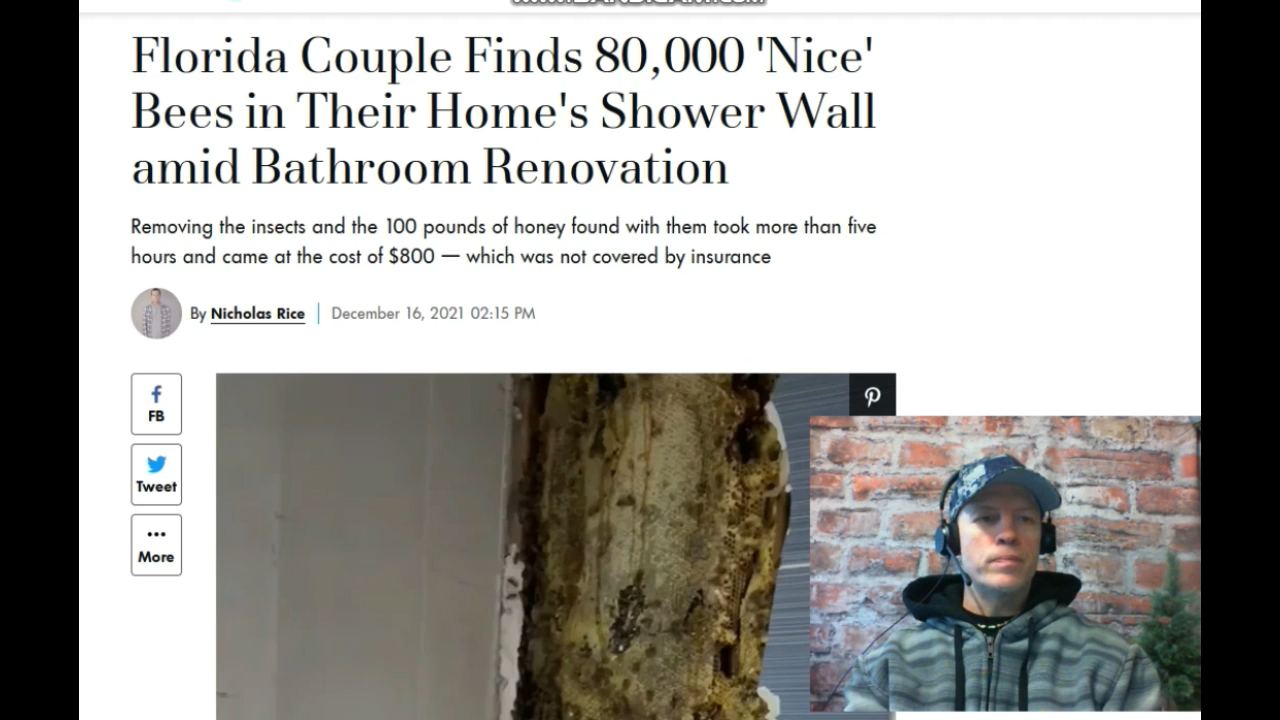 Florida Couple Finds 80,000 'Nice'
Bees in Their Home's Shower Wall
amid Bathroom Renovation
Removing the insects and the 100 pounds of honey found with them took more than five
hours and came at the cost of $800 — which was not covered by insurance
By Nicholas Rice | December 16, 2021 02:15 PM
FB
Tweet
More